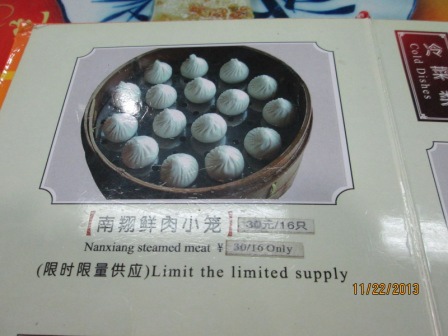 【南翔鲜肉小笼】 30元/16只
Nanxiang steamed meat ¥ 30/16 Only
(限时限量供应)Limit the limited supply
Cold Dishes
11/22/2013